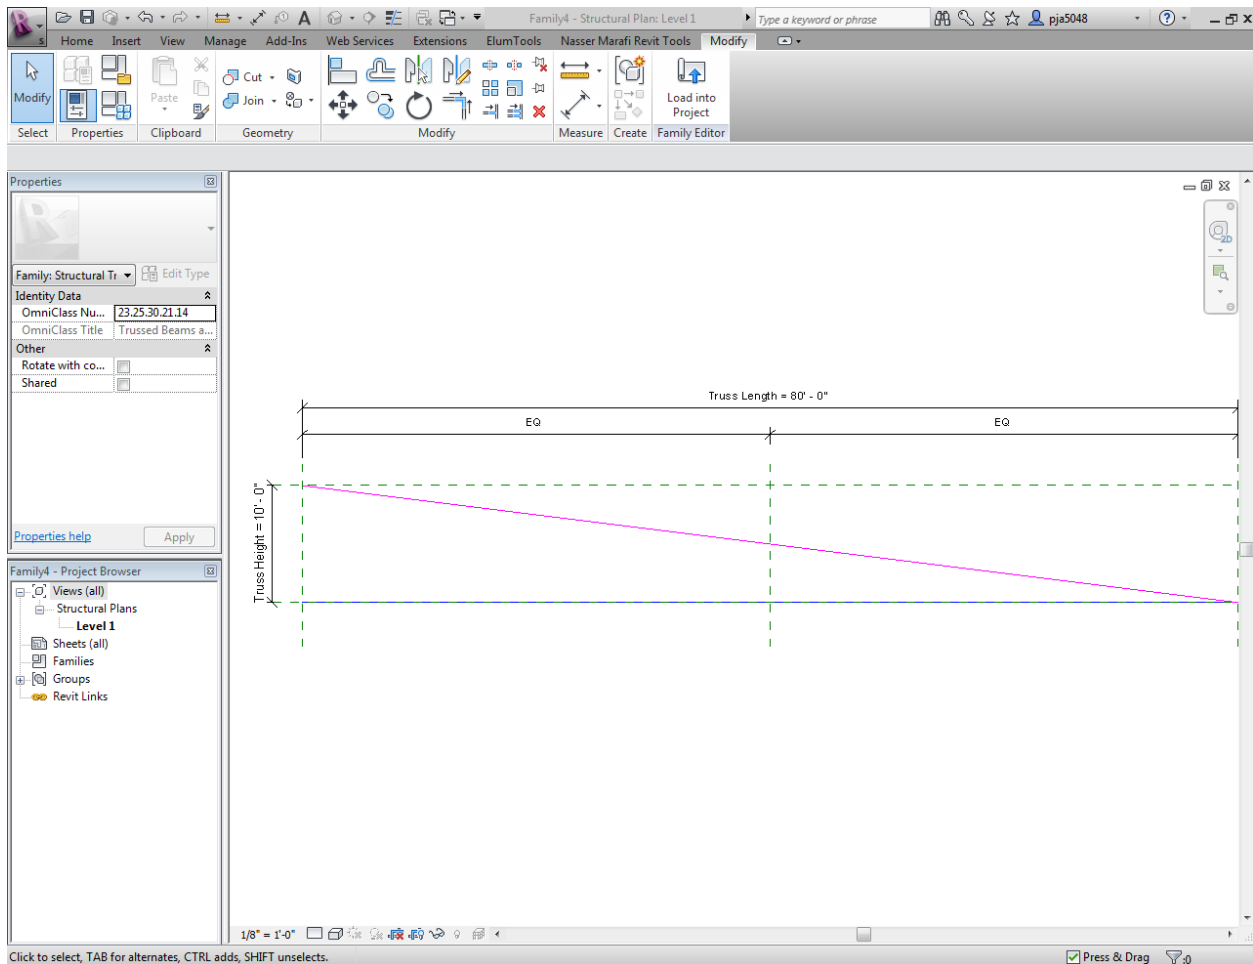 Family4 - Structural Plan: Level 1
Type a keyword or phrase
pja5048
Home Insert View Manage Add-Ins Web Services Extensions ElumTools Nasser Marafi Revit Tools Modify
Modify
Paste
Cut
Join
Load into
Project
Select Properties Clipboard Geometry Modify Measure Create Family Editor
Properties
Family: Structural Tr
Edit Type
Identity Data
OmniClass Nu... 23.25.30.21.14
OmniClass Title Trussed Beams a...
Other
Rotate with co...
Shared
Properties help
Apply
Family4 - Project Browser
Views (all)
Structural Plans
Level 1
Sheets (all)
Families
Groups
Revit Links
2D
Truss Length = 80' - 0"
EQ EQ
Truss Height = 10' - 0"
1/8" = 1'-0"
Click to select, TAB for alternates, CTRL adds, SHIFT unselects.
Press & Drag
:0